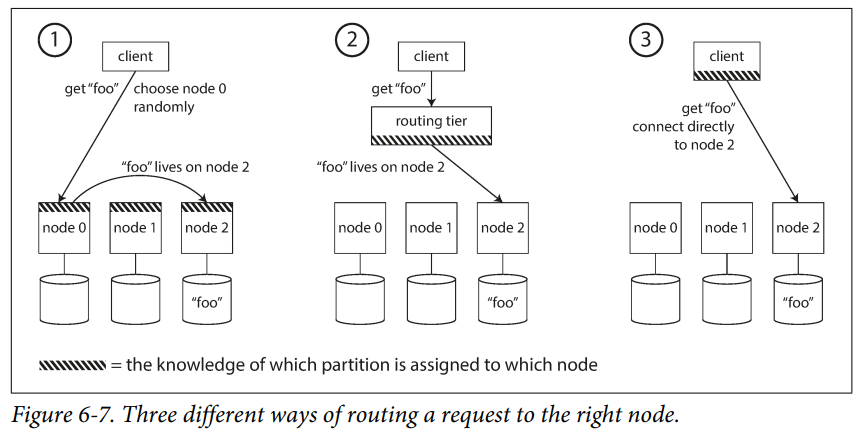 1
client
get “foo”
choose node 0
randomly
“foo” lives on node 2
node 0
node 1
node 2
“foo”
2
client
get “foo”
routing tier
“foo” lives on node 2
node 0
node 1
node 2
“foo”
3
client
get “foo”
connect directly
to node 2
node 0
node 1
node 2
“foo”
= the knowledge of which partition is assigned to which node
Figure 6-7. Three different ways of routing a request to the right node.